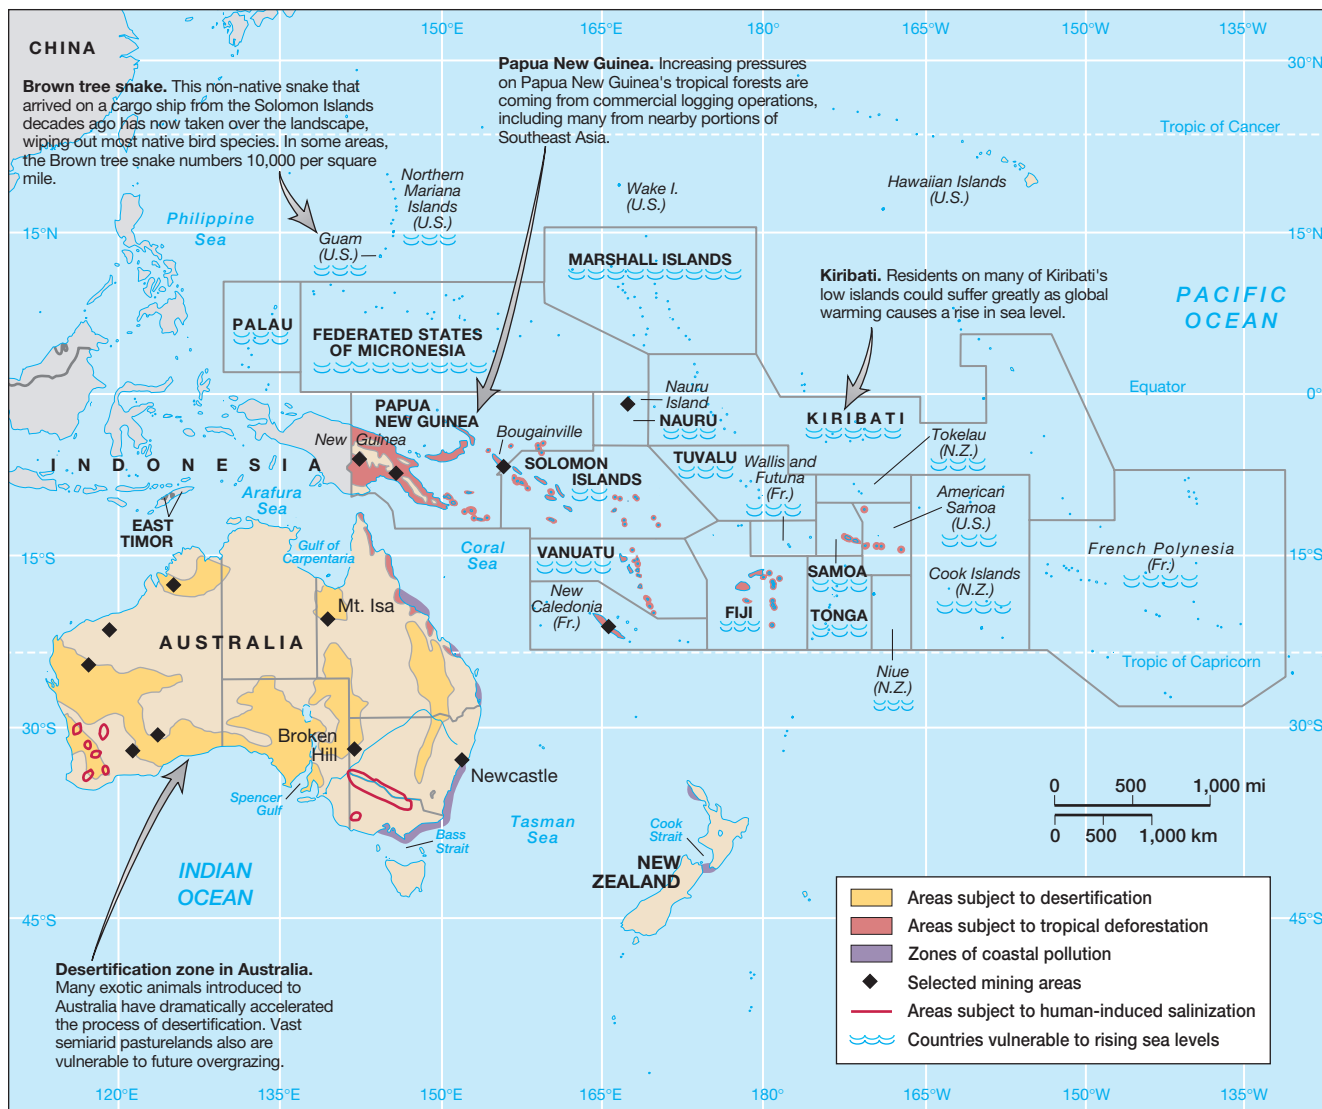 150°E
165°E
180°
165°W
150°W
135°W
CHINA
30°N
Brown tree snake. This non-native snake that
arrived on a cargo ship from the Solomon Islands
decades ago has now taken over the landscape,
wiping out most native bird species. In some areas,
the Brown tree snake numbers 10,000 per square
mile.
Papua New Guinea. Increasing pressures
on Papua New Guinea's tropical forests are
coming from commercial logging operations,
including many from nearby portions of
Southeast Asia.
Tropic of Cancer
Northern
Mariana
Islands
(U.S.)
Wake I.
(U.S.)
Hawaiian Islands
(U.S.)
Philippine
Sea
15°N
15°N
Guam
(U.S.)
MARSHALL ISLANDS
Kiribati. Residents on many of Kiribati's
low islands could suffer greatly as global
warming causes a rise in sea level.
PACIFIC
OCEAN
PALAU
FEDERATED STATES
OF MICRONESIA
Equator
0°
Nauru
Island
NAURU
PAPUA
NEW GUINEA
KIRIBATI
New Guinea
Bougainville
Tokelau
(N.Z.)
INDONESIA
SOLOMON
ISLANDS
TUVALU
Wallis and
Futuna
(Fr.)
Arafura
Sea
American
Samoa
(U.S.)
EAST
TIMOR
Gulf of
Carpentaria
Coral
Sea
VANUATU
French Polynesia
(Fr.)
15°S
15°S
SAMOA
Cook Islands
(N.Z.)
New
Caledonia
(Fr.)
Mt. Isa
FIJI
TONGA
AUSTRALIA
Niue
(N.Z.)
Tropic of Capricorn
30°S
30°S
Broken
Hill
Newcastle
Spencer
Gulf
Bass
Strait
Tasman
Sea
Cook
Strait
NEW
ZEALAND
0 500 1,000 mi
0 500 1,000 km
INDIAN
OCEAN
45°S
45°S
Desertification zone in Australia.
Many exotic animals introduced to
Australia have dramatically accelerated
the process of desertification. Vast
semiarid pasturelands also are
vulnerable to future overgrazing.
Areas subject to desertification
Areas subject to tropical deforestation
Zones of coastal pollution
Selected mining areas
Areas subject to human-induced salinization
Countries vulnerable to rising sea levels
120°E
135°E
150°E
165°E
180°
165°W
150°W
135°W